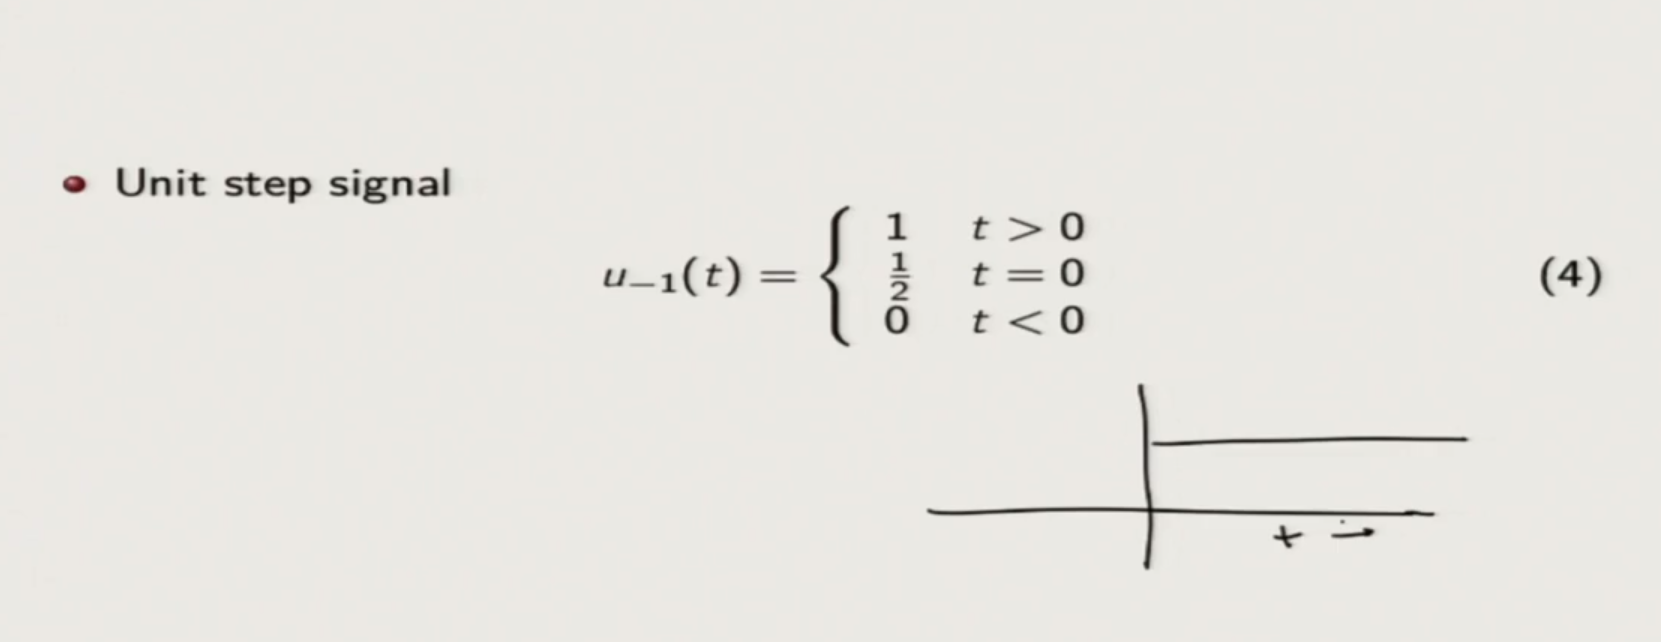 • Unit step signal
u₋₁(t) = { 1 t > 0
½ t = 0
0 t < 0
(4)
t →